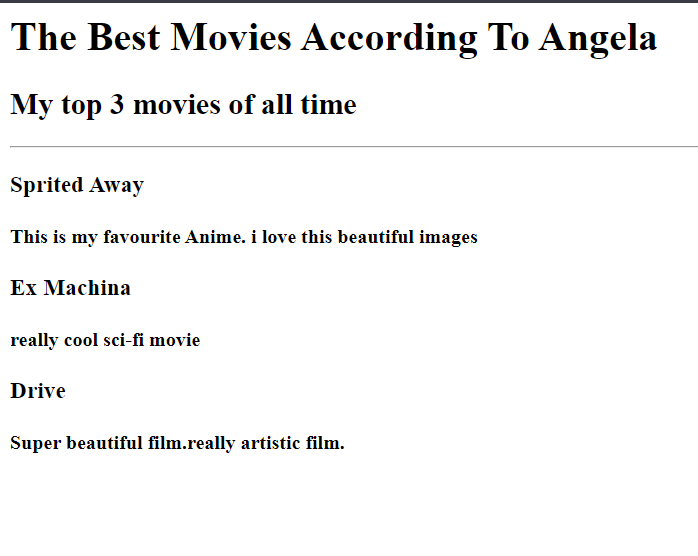 The Best Movies According To Angela
My top 3 movies of all time
Sprited Away
This is my favourite Anime. i love this beautiful images
Ex Machina
really cool sci-fi movie
Drive
Super beautiful film.really artistic film.